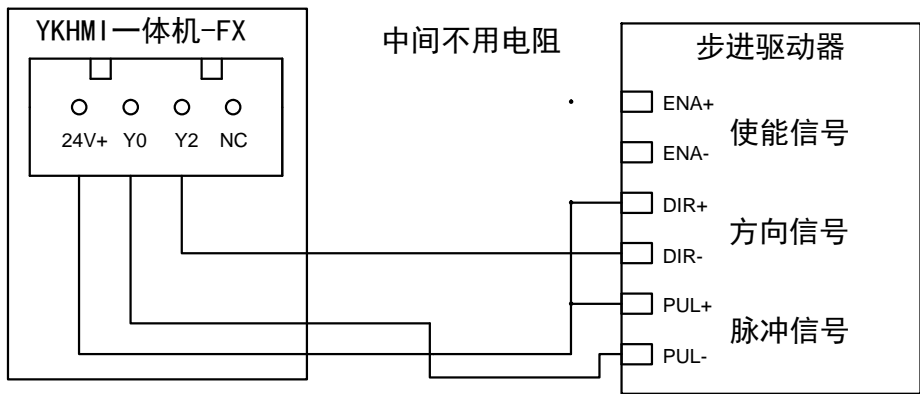 YKHMI一体机-FX
24V+ Y0 Y2 NC
中间不用电阻
步进驱动器
ENA+
使能信号
ENA-
DIR+
方向信号
DIR-
PUL+
脉冲信号
PUL-